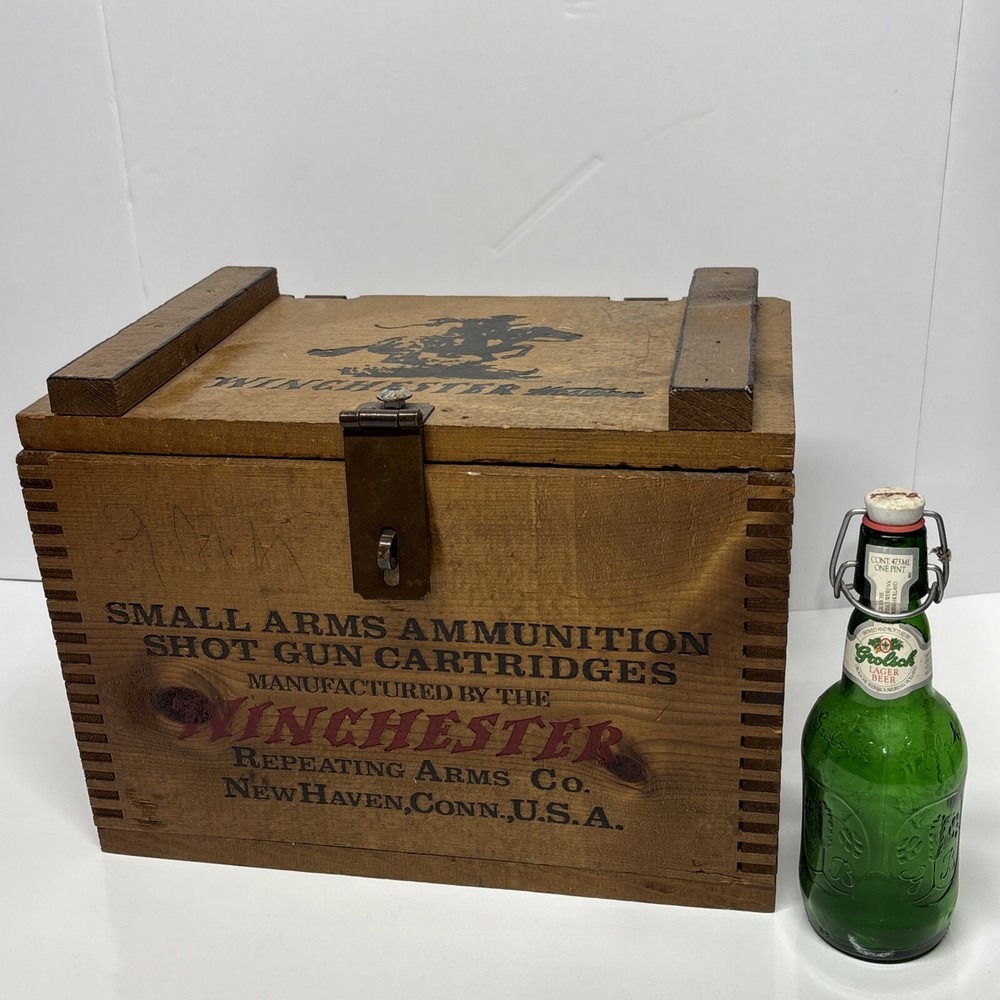 WINCHESTER Western
SMALL ARMS AMMUNITION
SHOT GUN CARTRIDGES
MANUFACTURED BY THE
WINCHESTER
REPEATING ARMS CO.
NEW HAVEN, CONN., U.S.A.
CONT. 473 ML
ONE PINT
Grolsch
LAGER
BEER